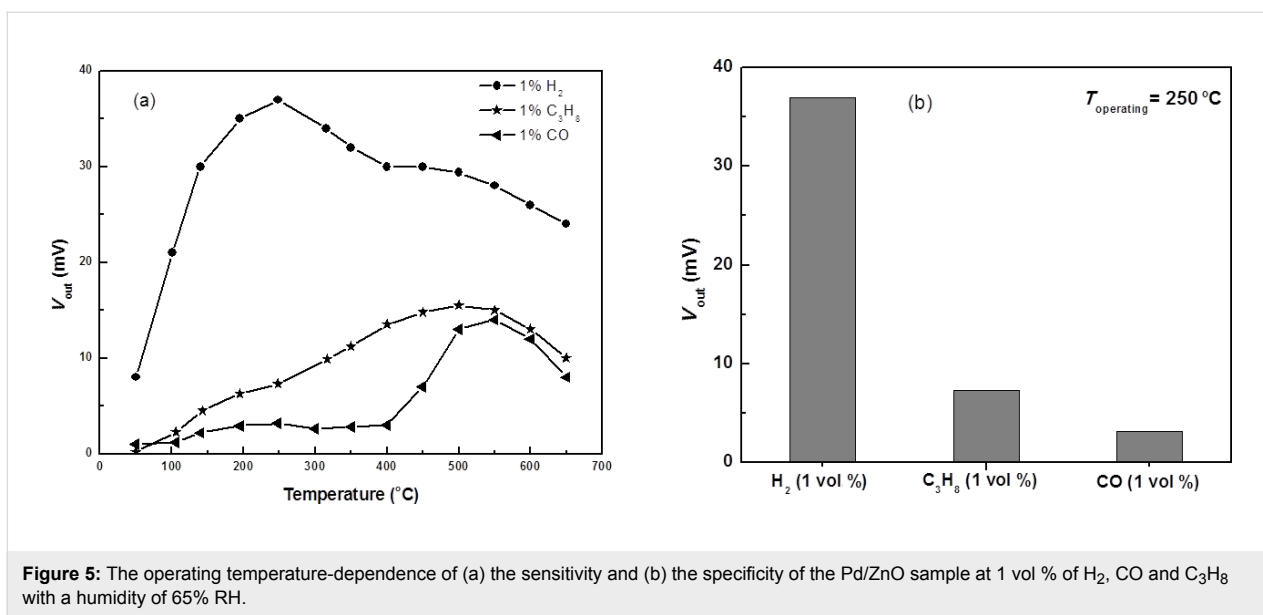 (a)
1% H₂
1% C₃H₈
1% CO
40
30
20
10
0
V_out (mV)
0 100 200 300 400 500 600 700
Temperature (°C)
(b)
T_operating = 250 °C
40
30
20
10
0
V_out (mV)
H₂ (1 vol %) C₃H₈ (1 vol %) CO (1 vol %)
Figure 5: The operating temperature-dependence of (a) the sensitivity and (b) the specificity of the Pd/ZnO sample at 1 vol % of H₂, CO and C₃H₈
with a humidity of 65% RH.